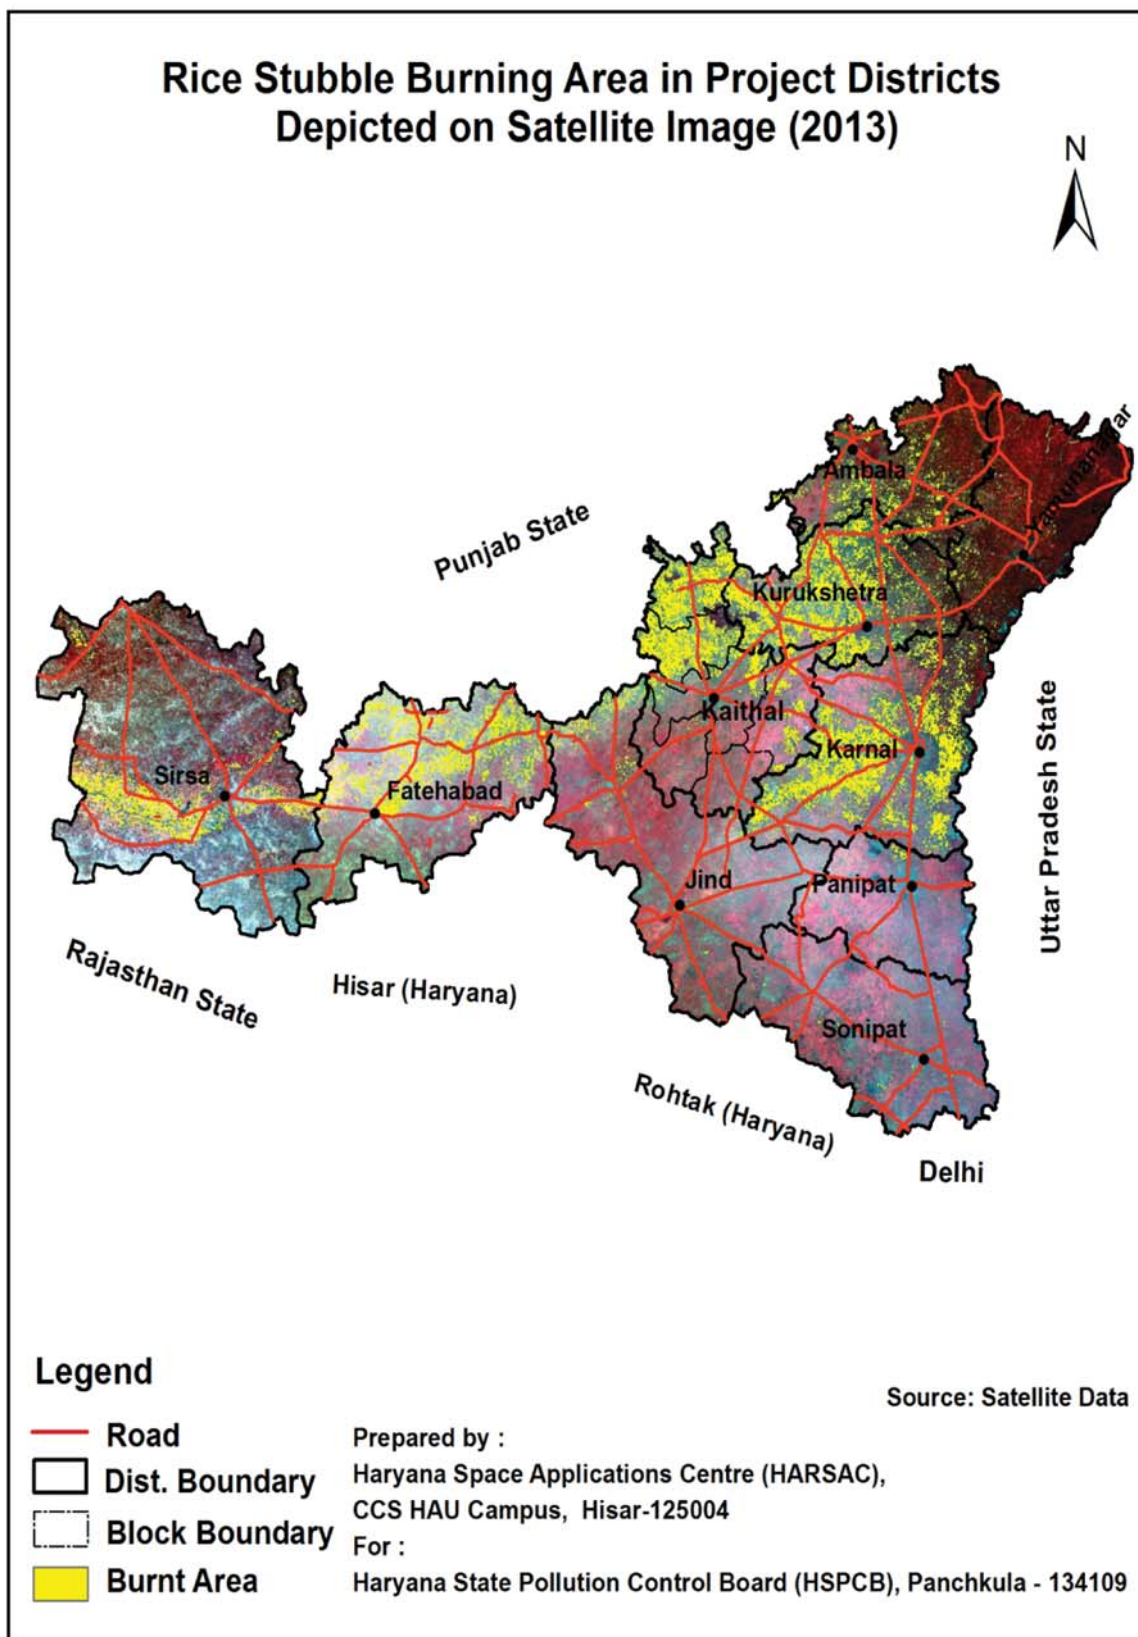 Rice Stubble Burning Area in Project Districts
Depicted on Satellite Image (2013)
N
Ambala
Yamunanagar
Punjab State
Kurukshetra
Kaithal
Karnal
Uttar Pradesh State
Sirsa
Fatehabad
Jind
Panipat
Rajasthan State
Hisar (Haryana)
Sonipat
Rohtak (Haryana)
Delhi
Legend
Road
Dist. Boundary
Block Boundary
Burnt Area
Source: Satellite Data
Prepared by :
Haryana Space Applications Centre (HARSAC),
CCS HAU Campus, Hisar-125004
For :
Haryana State Pollution Control Board (HSPCB), Panchkula - 134109